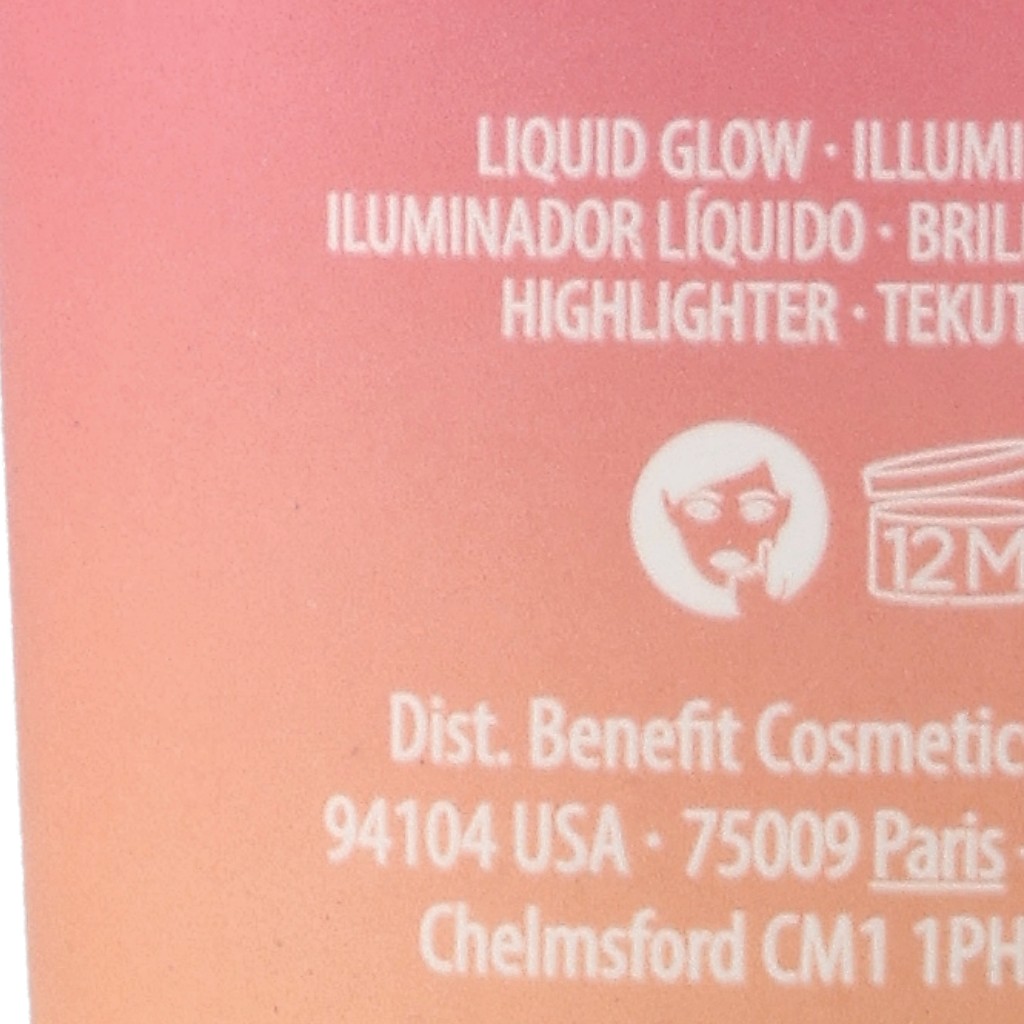 LIQUID GLOW · ILLUMI
ILUMINADOR LÍQUIDO · BRIL
HIGHLIGHTER · TEKUT
12M
Dist. Benefit Cosmetic
94104 USA · 75009 Paris ·
Chelmsford CM1 1PH